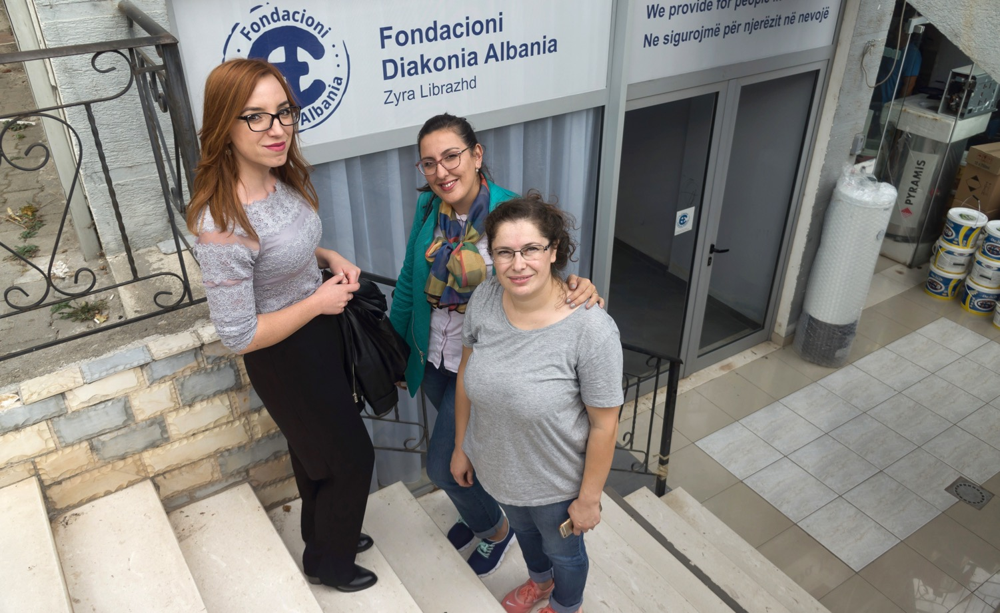 Fondacioni
Albania
Fondacioni
Diakonia Albania
Zyra Librazhd
We provide for people
Ne sigurojmë për njerëzit në nevojë
PYRAMIS